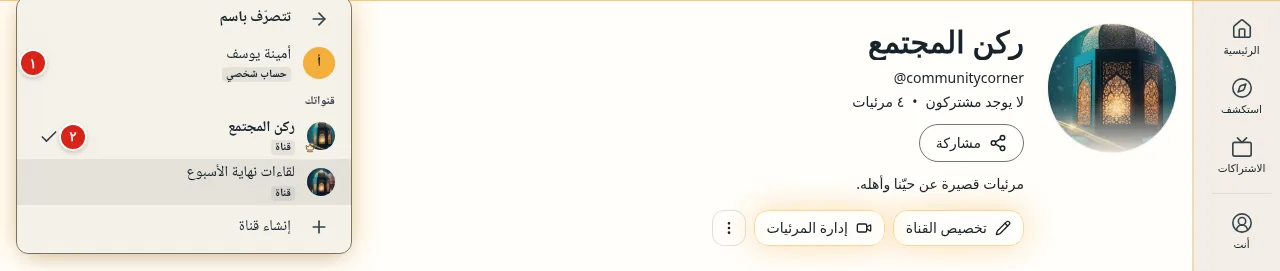 الرئيسية
استكشف
الاشتراكات
أنت
ركن المجتمع
@communitycorner
لا يوجد مشتركون • ٤ مرئيات
مشاركة
مرئيات قصيرة عن حيّنا وأهله.
تخصيص القناة
إدارة المرئيات
تتصرّف باسم
أ
أمينة يوسف
حساب شخصي
١
قنواتك
ركن المجتمع
قناة
٢
لقاءات نهاية الأسبوع
قناة
إنشاء قناة